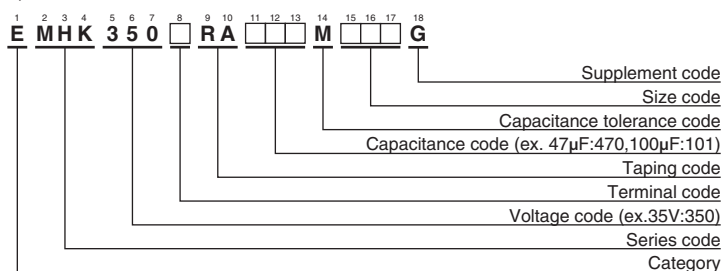 1 2 3 4 5 6 7 8 9 10 11 12 13 14 15 16 17 18
E MHK 350 □ RA □□□ M □□□ G
Supplement code
Size code
Capacitance tolerance code
Capacitance code (ex. 47μF:470,100μF:101)
Taping code
Terminal code
Voltage code (ex.35V:350)
Series code
Category